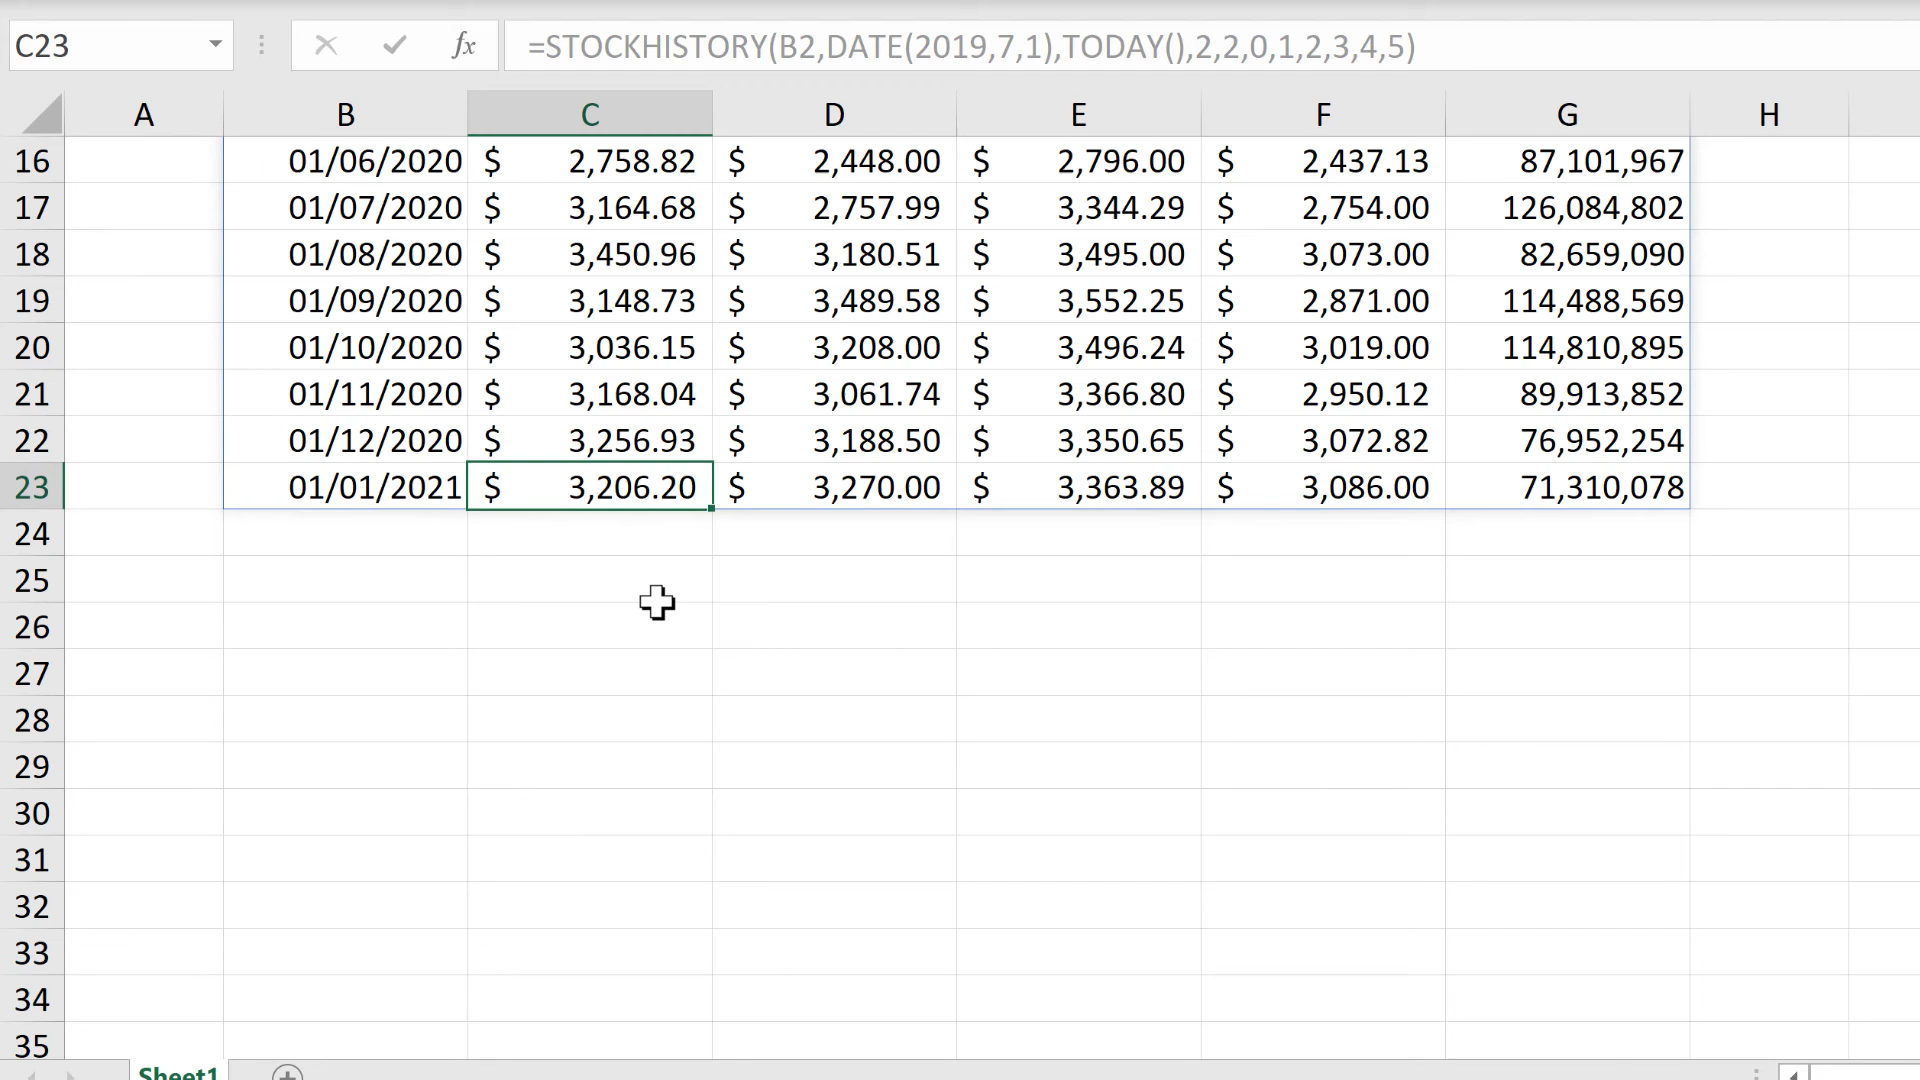 C23 fx =STOCKHISTORY(B2,DATE(2019,7,1),TODAY(),2,2,0,1,2,3,4,5)
A B C D E F G H
16 01/06/2020 $ 2,758.82 $ 2,448.00 $ 2,796.00 $ 2,437.13 87,101,967
17 01/07/2020 $ 3,164.68 $ 2,757.99 $ 3,344.29 $ 2,754.00 126,084,802
18 01/08/2020 $ 3,450.96 $ 3,180.51 $ 3,495.00 $ 3,073.00 82,659,090
19 01/09/2020 $ 3,148.73 $ 3,489.58 $ 3,552.25 $ 2,871.00 114,488,569
20 01/10/2020 $ 3,036.15 $ 3,208.00 $ 3,496.24 $ 3,019.00 114,810,895
21 01/11/2020 $ 3,168.04 $ 3,061.74 $ 3,366.80 $ 2,950.12 89,913,852
22 01/12/2020 $ 3,256.93 $ 3,188.50 $ 3,350.65 $ 3,072.82 76,952,254
23 01/01/2021 $ 3,206.20 $ 3,270.00 $ 3,363.89 $ 3,086.00 71,310,078
24
25
26
27
28
29
30
31
32
33
34
35
Sheet1